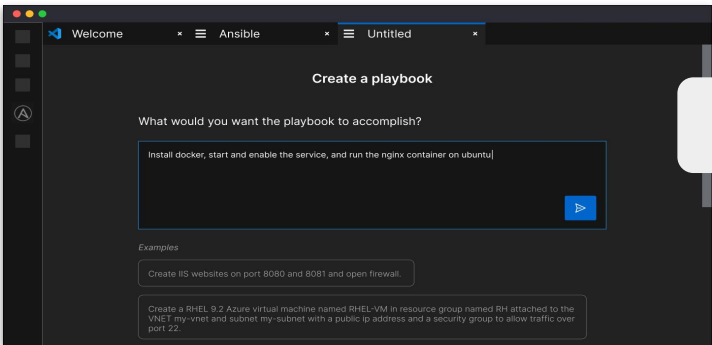 Welcome
Ansible
Untitled
Create a playbook
What would you want the playbook to accomplish?
Install docker, start and enable the service, and run the nginx container on ubuntu
Examples
Create IIS websites on port 8080 and 8081 and open firewall.
Create a RHEL 9.2 Azure virtual machine named RHEL-VM in resource group named RH attached to the
VNET my-vnet and subnet my-subnet with a public ip address and a security group to allow traffic over
port 22.